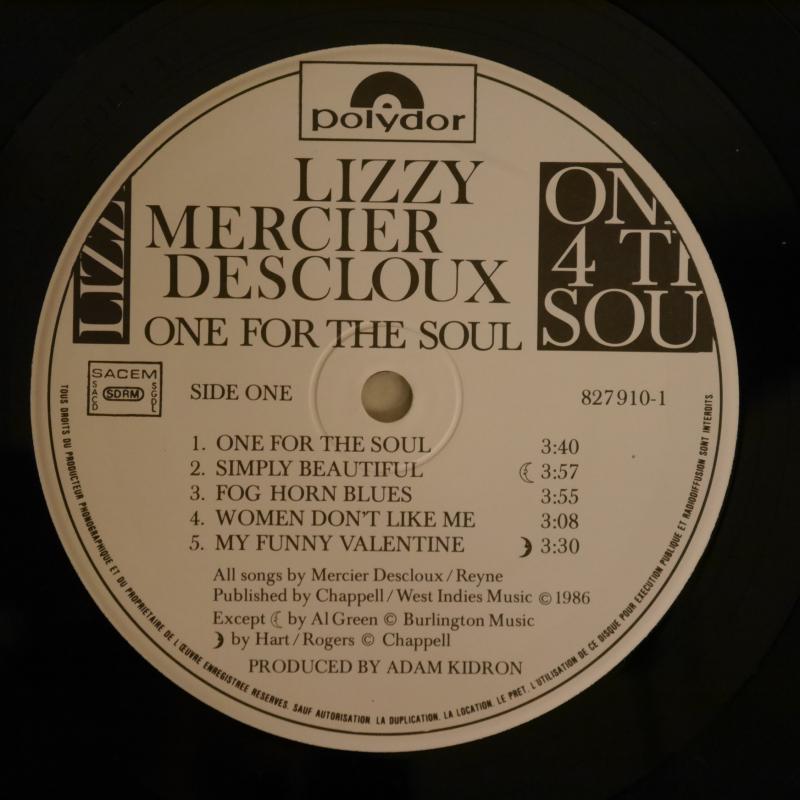 polydor
LIZZY
MERCIER
DESCLOUX
ONE FOR THE SOUL
LIZZ
ON
4 T
SOU
SACEM
SACD
SDRM
SGDL
SIDE ONE
827 910-1
1. ONE FOR THE SOUL 3:40
2. SIMPLY BEAUTIFUL ☾ 3:57
3. FOG HORN BLUES 3:55
4. WOMEN DON'T LIKE ME 3:08
5. MY FUNNY VALENTINE ☽ 3:30
All songs by Mercier Descloux / Reyne
Published by Chappell / West Indies Music © 1986
Except ☾ by Al Green © Burlington Music
☽ by Hart / Rogers © Chappell
PRODUCED BY ADAM KIDRON
TOUS DROITS DU PRODUCTEUR PHONOGRAPHIQUE ET DU PROPRIETAIRE DE L'ŒUVRE ENREGISTREE RESERVES. SAUF AUTORISATION. LA DUPLICATION. LA LOCATION. LE PRET. L'UTILISATION DE CE DISQUE POUR EXECUTION PUBLIQUE ET RADIODIFFUSION SONT INTERDITS